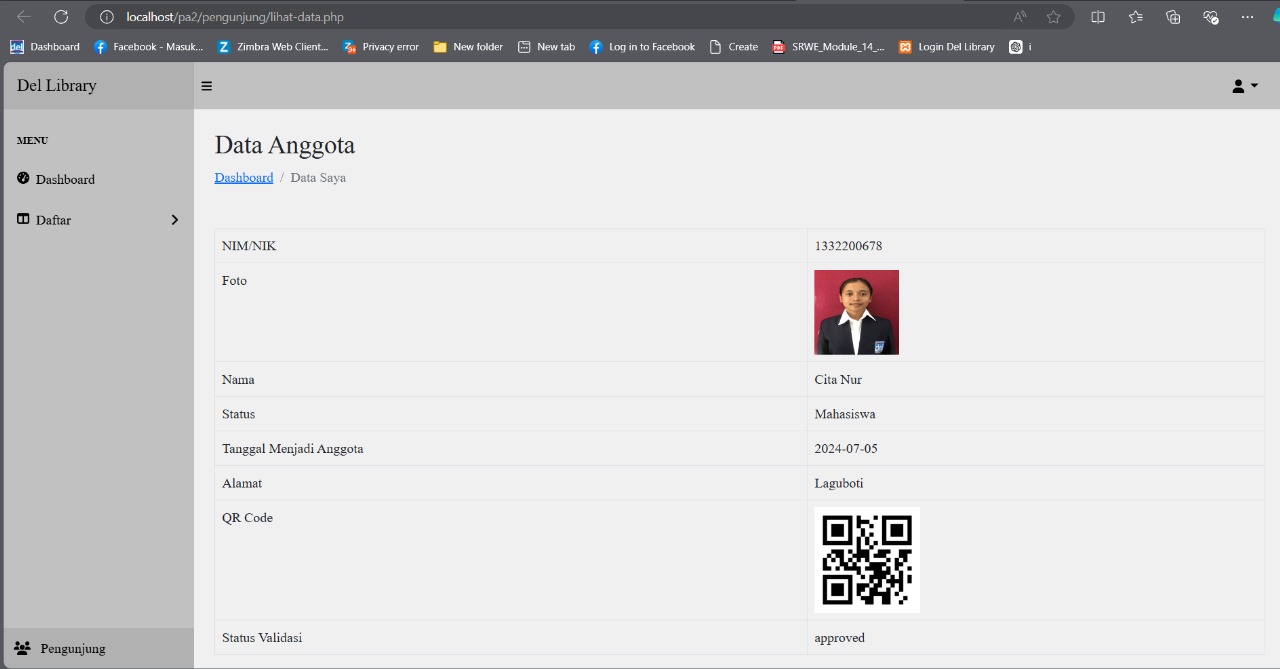 localhost/pa2/pengunjung/lihat-data.php
Dashboard Facebook - Masuk... Zimbra Web Client... Privacy error New folder New tab Log in to Facebook Create SRWE_Module_14_... Login Del Library i
Del Library
MENU
Dashboard
Daftar
Pengunjung
Data Anggota
Dashboard / Data Saya
NIM/NIK 1332200678
Foto
Nama Cita Nur
Status Mahasiswa
Tanggal Menjadi Anggota 2024-07-05
Alamat Laguboti
QR Code
Status Validasi approved